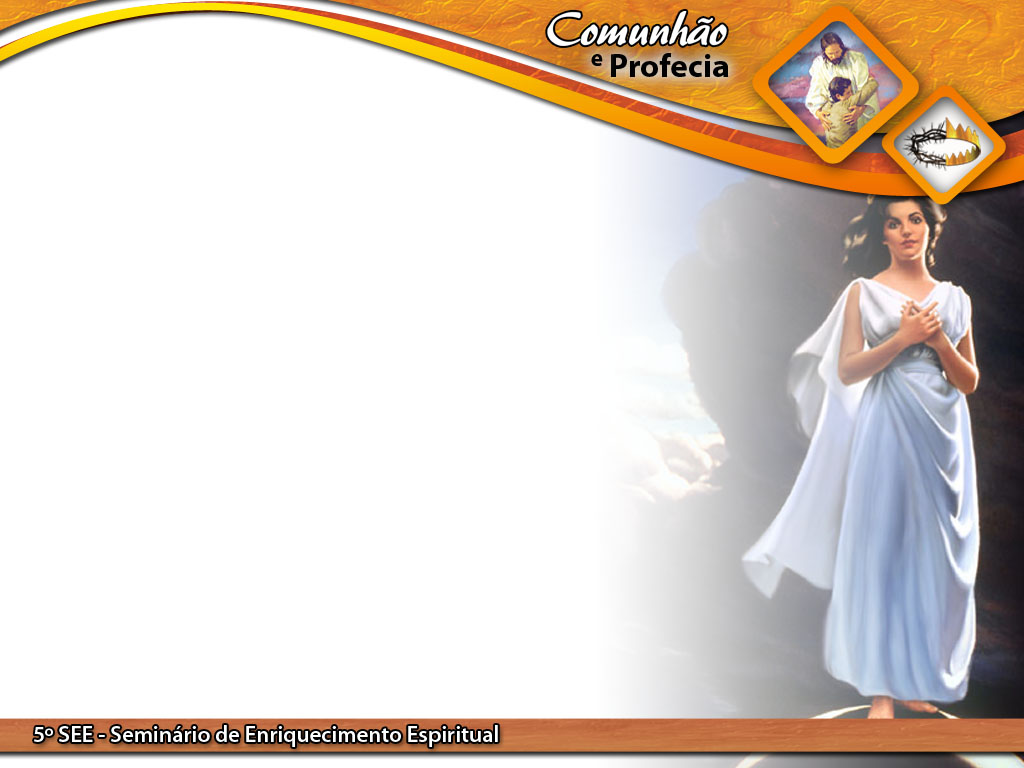 Comunhão
e Profecia
5º SEE - Seminário de Enriquecimento Espiritual